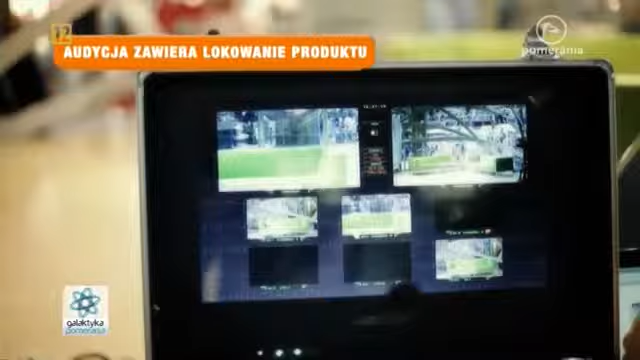 12
AUDYCJA ZAWIERA LOKOWANIE PRODUKTU
pomerania
galaktyka
pomerania